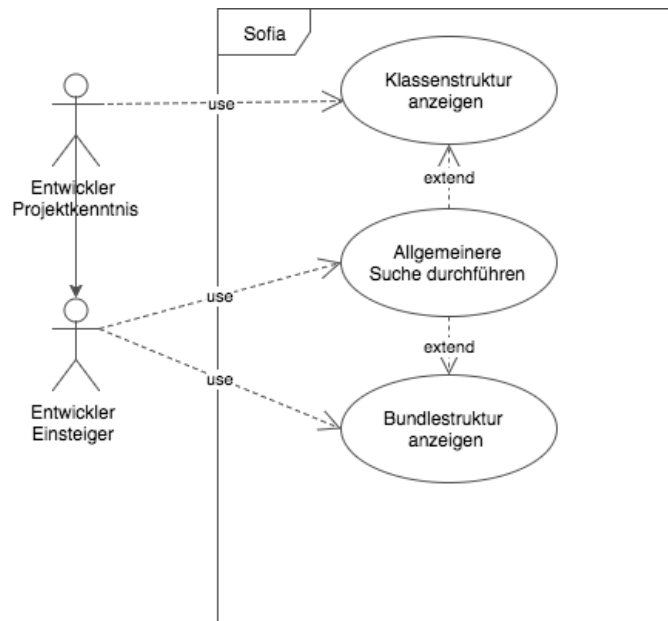 Sofia
Klassenstruktur
anzeigen
use
Entwickler
Projektkenntnis
extend
Allgemeinere
Suche durchführen
use
extend
use
Entwickler
Einsteiger
Bundlestruktur
anzeigen